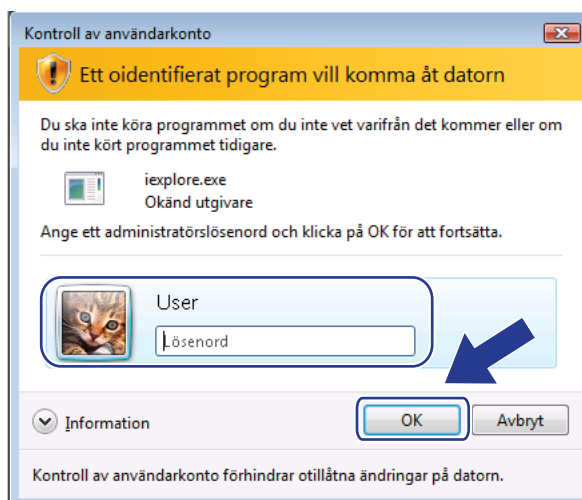 Kontroll av användarkonto
Ett oidentifierat program vill komma åt datorn
Du ska inte köra programmet om du inte vet varifrån det kommer eller om
du inte kört programmet tidigare.
iexplore.exe
Okänd utgivare
Ange ett administratörslösenord och klicka på OK för att fortsätta.
User
Lösenord
Information
OK
Avbryt
Kontroll av användarkonto förhindrar otillåtna ändringar på datorn.